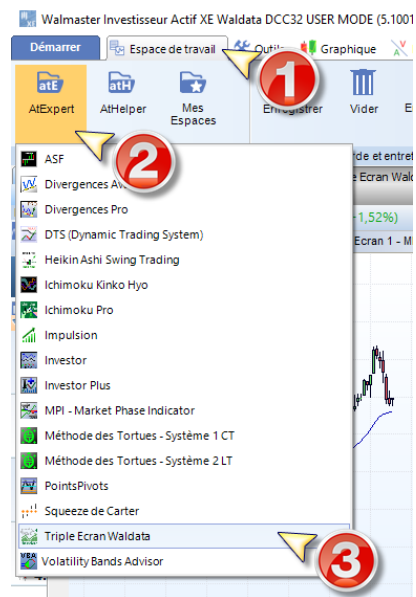 Walmaster Investisseur Actif XE Waldata DCC32 USER MODE (5.1001
Démarrer
Espace de travail
Outils
Graphique
1
atE
atH
AtExpert
AtHelper
Mes
Espaces
Enregistrer
Vider
2
rde et entret
Ecran Wald
1,52%)
Ecran 1 - M
ASF
Divergences
Divergences Pro
DTS (Dynamic Trading System)
Heikin Ashi Swing Trading
Ichimoku Kinko Hyo
Ichimoku Pro
Impulsion
Investor
Investor Plus
MPI - Market Phase Indicator
Méthode des Tortues - Système 1 CT
Méthode des Tortues - Système 2 LT
PointsPivots
Squeeze de Carter
Triple Ecran Waldata
3
Volatility Bands Advisor